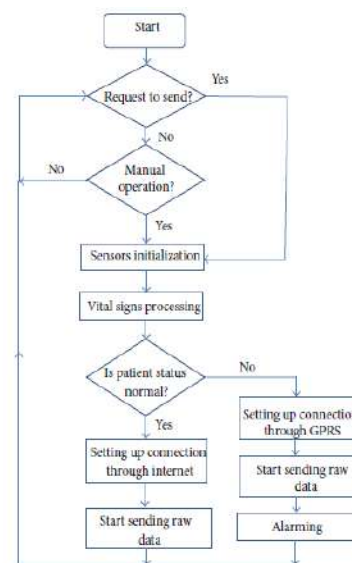 Start
Request to send?
Yes
No
No
Manual
operation?
Yes
Sensors initialization
Vital signs processing
Is patient status
normal?
No
Yes
Setting up connection
through internet
Start sending raw
data
Setting up connection
through GPRS
Start sending raw
data
Alarming